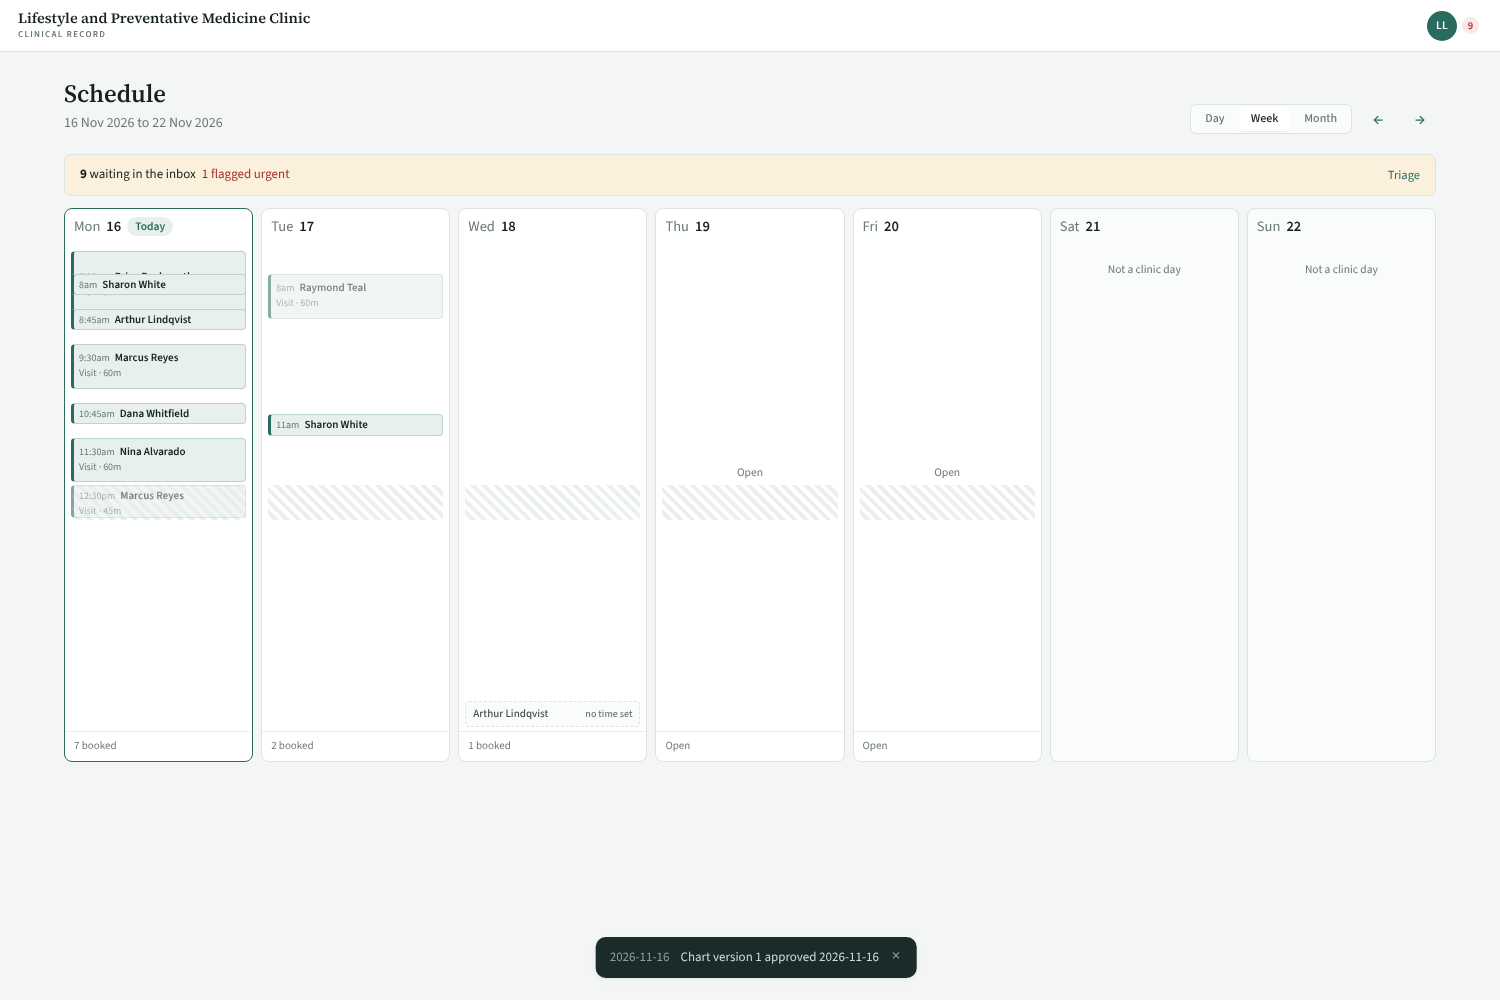 Lifestyle and Preventative Medicine Clinic
CLINICAL RECORD
LL
9
Schedule
16 Nov 2026 to 22 Nov 2026
Day
Week
Month
9 waiting in the inbox 1 flagged urgent
Triage
Mon 16 Today
8am Sharon White
8:45am Arthur Lindqvist
9:30am Marcus Reyes
Visit · 60m
10:45am Dana Whitfield
11:30am Nina Alvarado
Visit · 60m
12:30pm Marcus Reyes
Visit · 45m
7 booked
Tue 17
8am Raymond Teal
Visit · 60m
11am Sharon White
2 booked
Wed 18
Arthur Lindqvist no time set
1 booked
Thu 19
Open
Open
Fri 20
Open
Open
Sat 21
Not a clinic day
Sun 22
Not a clinic day
2026-11-16 Chart version 1 approved 2026-11-16 ×